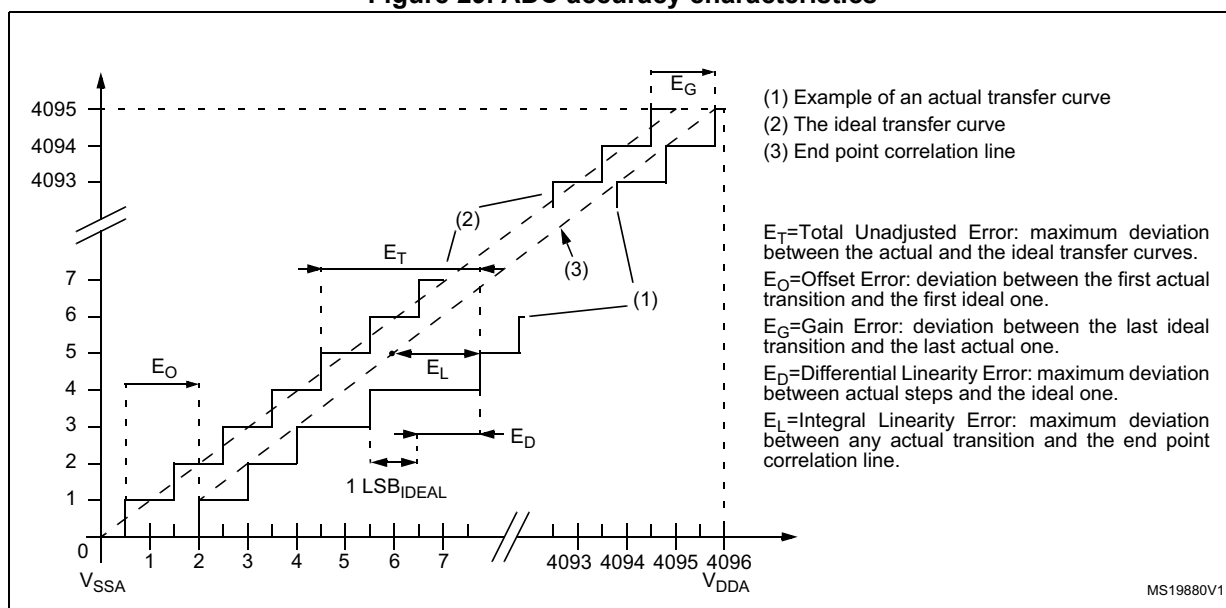 Figure 29. ADC accuracy characteristics
E_G
4095
4094
4093
(1) Example of an actual transfer curve
(2) The ideal transfer curve
(3) End point correlation line
(2)
E_T
(3)
(1)
7
6
5
4
3
2
1
0
E_O
E_L
E_D
1 LSB_IDEAL
E_T=Total Unadjusted Error: maximum deviation
between the actual and the ideal transfer curves.
E_O=Offset Error: deviation between the first actual
transition and the first ideal one.
E_G=Gain Error: deviation between the last ideal
transition and the last actual one.
E_D=Differential Linearity Error: maximum deviation
between actual steps and the ideal one.
E_L=Integral Linearity Error: maximum deviation
between any actual transition and the end point
correlation line.
1 2 3 4 5 6 7 4093 4094 4095 4096
V_SSA
V_DDA
MS19880V1